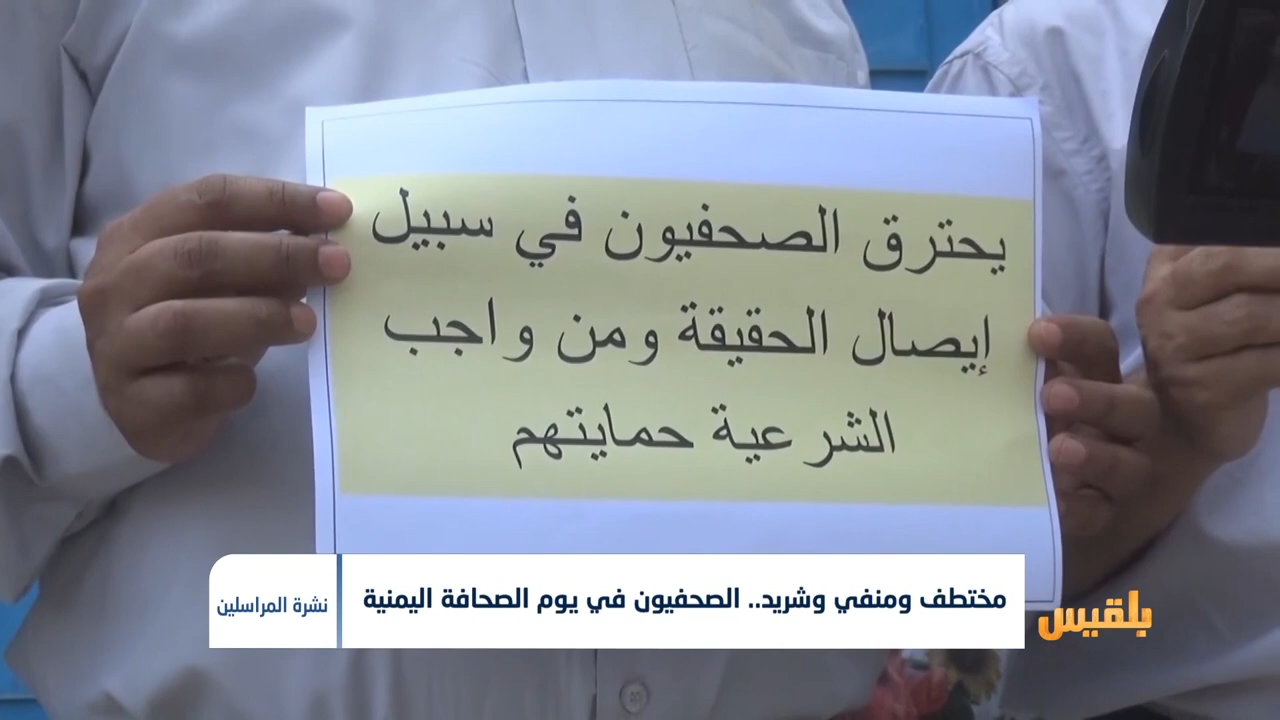 يحترق الصحفيون في سبيل
إيصال الحقيقة ومن واجب
الشرعية حمايتهم
مختطف ومنفي وشريد.. الصحفيون في يوم الصحافة اليمنية
نشرة المراسلين
بلقيس